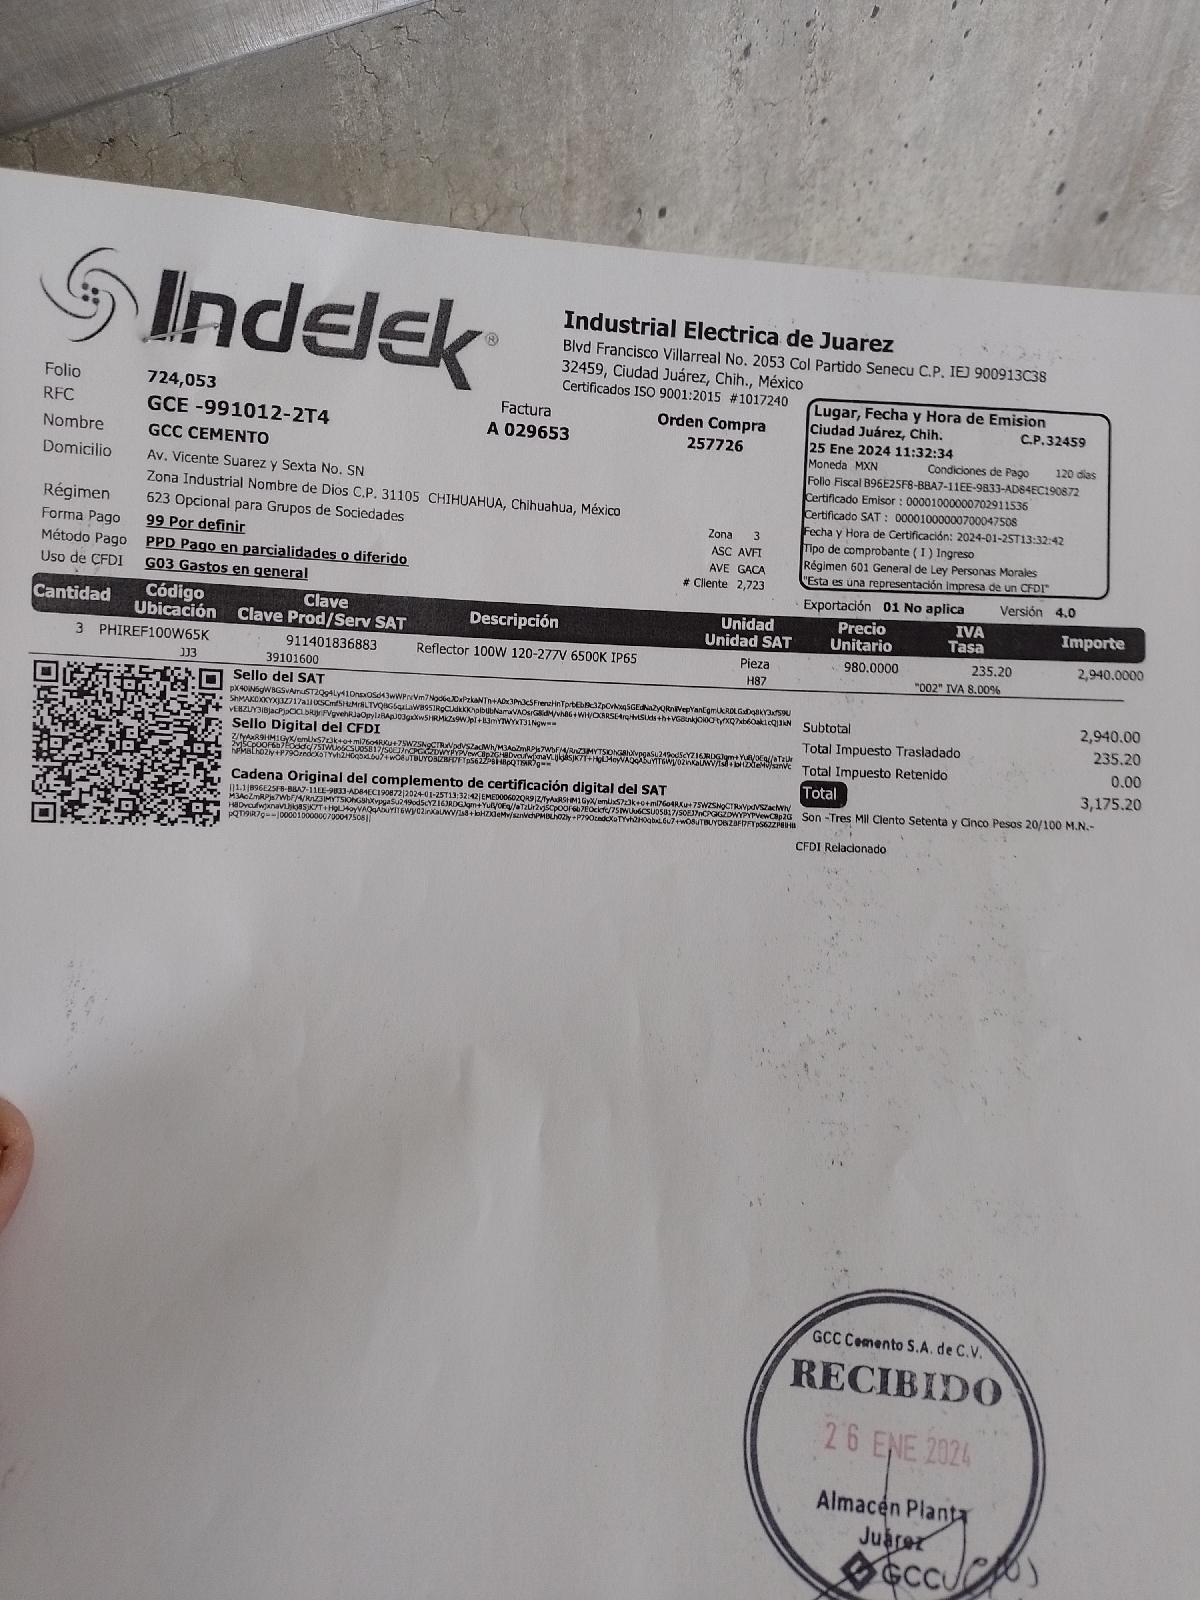 Indelek®
Industrial Electrica de Juarez
Blvd Francisco Villarreal No. 2053 Col Partido Senecu C.P. IEJ 900913C38
32459, Ciudad Juárez, Chih., México
Certificados ISO 9001:2015 #1017240
Folio 724,053
RFC GCE -991012-2T4
Nombre GCC CEMENTO
Domicilio Av. Vicente Suarez y Sexta No. SN
Zona Industrial Nombre de Dios C.P. 31105 CHIHUAHUA, Chihuahua, México
Régimen 623 Opcional para Grupos de Sociedades
Forma Pago 99 Por definir
Método Pago PPD Pago en parcialidades o diferido
Uso de CFDI G03 Gastos en general
Factura
A 029653
Orden Compra
257726
Zona 3
ASC AVFI
AVE GACA
# Cliente 2,723
Lugar, Fecha y Hora de Emision
Ciudad Juárez, Chih. C.P.32459
25 Ene 2024 11:32:34
Moneda MXN Condiciones de Pago 120 días
Folio Fiscal B96E25F8-BBA7-11EE-9B33-AD84EC190872
Certificado Emisor : 00001000000702911536
Certificado SAT : 00001000000700047508
Fecha y Hora de Certificación: 2024-01-25T13:32:42
Tipo de comprobante ( I ) Ingreso
Régimen 601 General de Ley Personas Morales
"Esta es una representación impresa de un CFDI"
Exportación 01 No aplica Versión 4.0
Cantidad Código Ubicación Clave Clave Prod/Serv SAT Descripción Unidad Unidad SAT Precio Unitario IVA Tasa Importe
3 PHIREF100W65K 911401836883 Reflector 100W 120-277V 6500K IP65 Pieza 980.0000 235.20 2,940.0000
JJ3 39101600 H87 "002" IVA 8.00%
Sello del SAT
Sello Digital del CFDI
Cadena Original del complemento de certificación digital del SAT
Subtotal 2,940.00
Total Impuesto Trasladado 235.20
Total Impuesto Retenido 0.00
Total 3,175.20
Son -Tres Mil Ciento Setenta y Cinco Pesos 20/100 M.N.-
CFDI Relacionado
GCC Cemento S.A. de C.V.
RECIBIDO
26 ENE 2024
Almacén Planta
Juárez
GCC